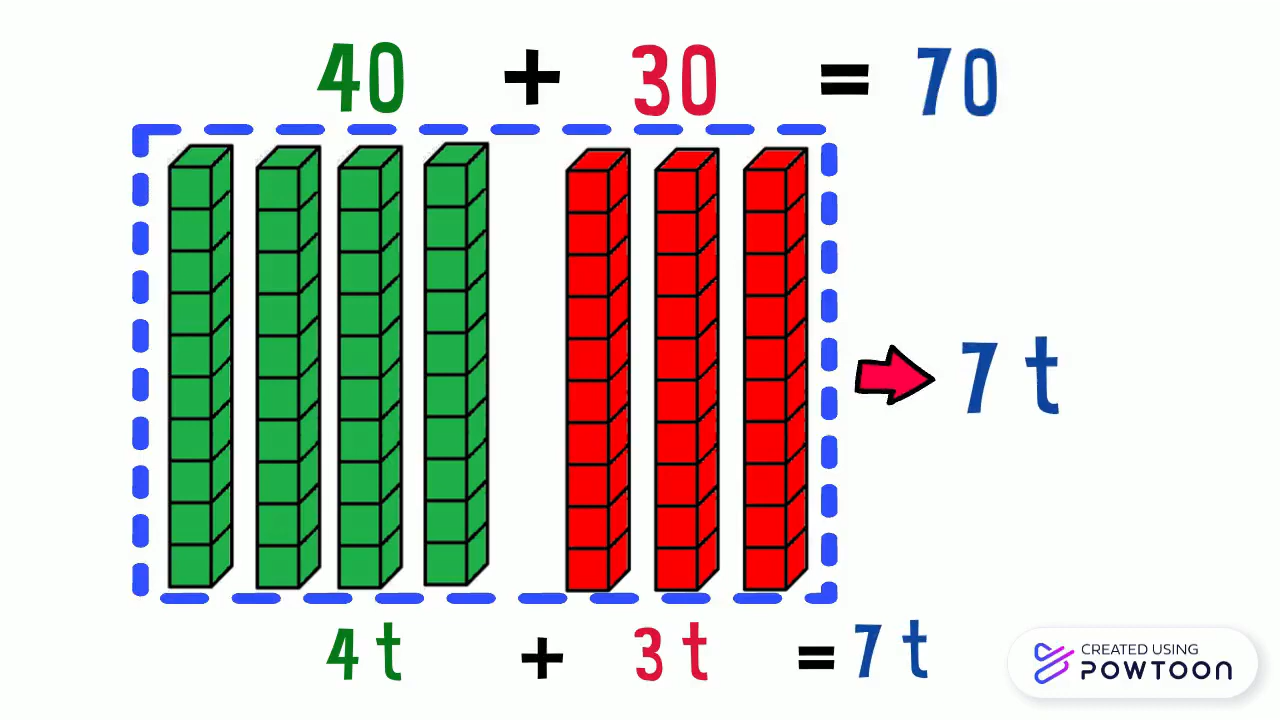 40 + 30 = 70
7 t
4 t + 3 t = 7 t
CREATED USING
POWTOON